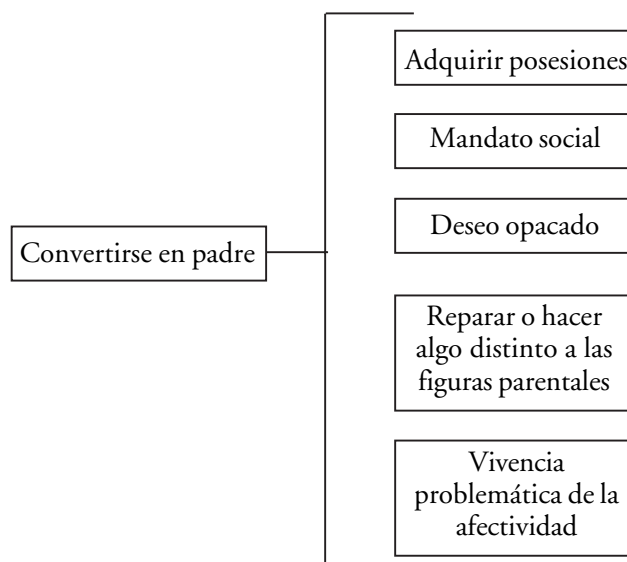 Adquirir posesiones
Mandato social
Deseo opacado
Convertirse en padre
Reparar o hacer
algo distinto a las
figuras parentales
Vivencia
problemática de la
afectividad